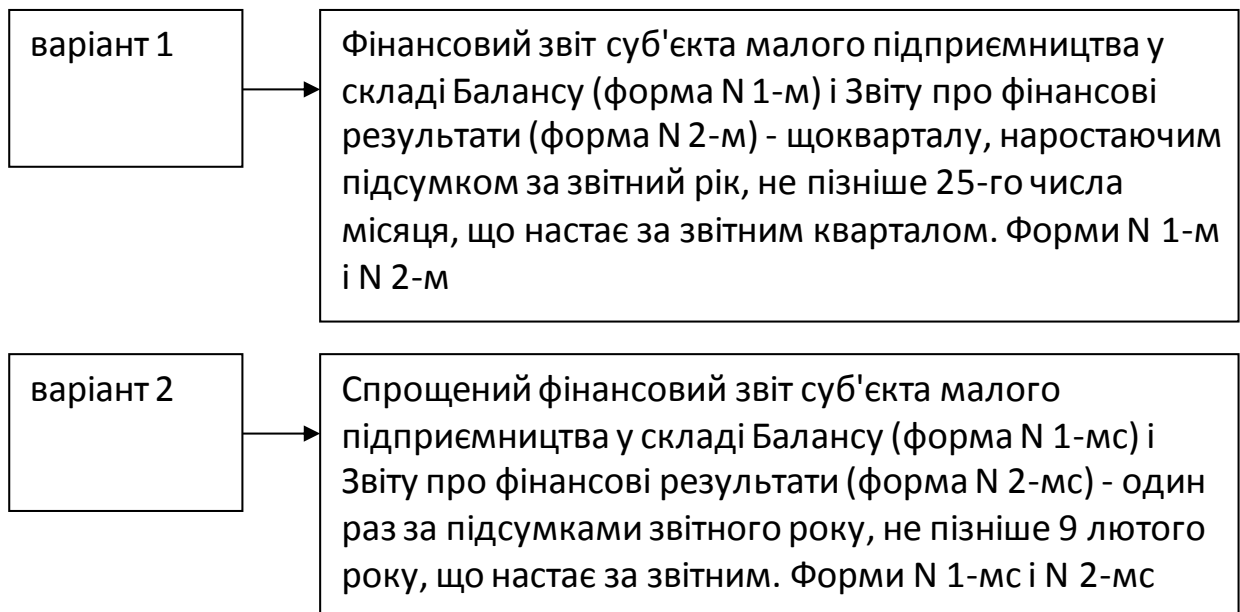 варіант 1
Фінансовий звіт суб'єкта малого підприємництва у
складі Балансу (форма N 1-м) і Звіту про фінансові
результати (форма N 2-м) - щокварталу, наростаючим
підсумком за звітний рік, не пізніше 25-го числа
місяця, що настає за звітним кварталом. Форми N 1-м
і N 2-м
варіант 2
Спрощений фінансовий звіт суб'єкта малого
підприємництва у складі Балансу (форма N 1-мс) і
Звіту про фінансові результати (форма N 2-мс) - один
раз за підсумками звітного року, не пізніше 9 лютого
року, що настає за звітним. Форми N 1-мс і N 2-мс